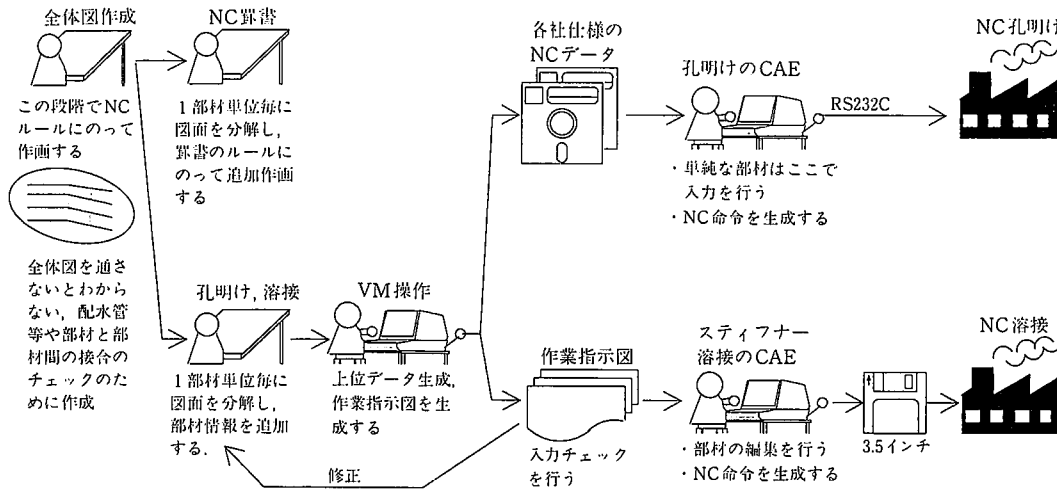 全体図作成
この段階でNC
ルールにのって
作画する
全体図を通さ
ないとわから
ない，配水管
等や部材と部
材間の接合の
チェックのた
めに作成
NC罫書
1部材単位毎に
図面を分解し，
罫書のルールに
のって追加作画
する
孔明け，溶接
1部材単位毎に
図面を分解し，
部材情報を追加
する．
VM操作
上位データ生成，
作業指示図を生
成する
修正
各社仕様の
NCデータ
孔明けのCAE
・単純な部材はここで
入力を行う
・NC命令を生成する
RS232C
NC孔明け
作業指示図
入力チェック
を行う
スティフナー
溶接のCAE
・部材の編集を行う
・NC命令を生成する
3.5インチ
NC溶接